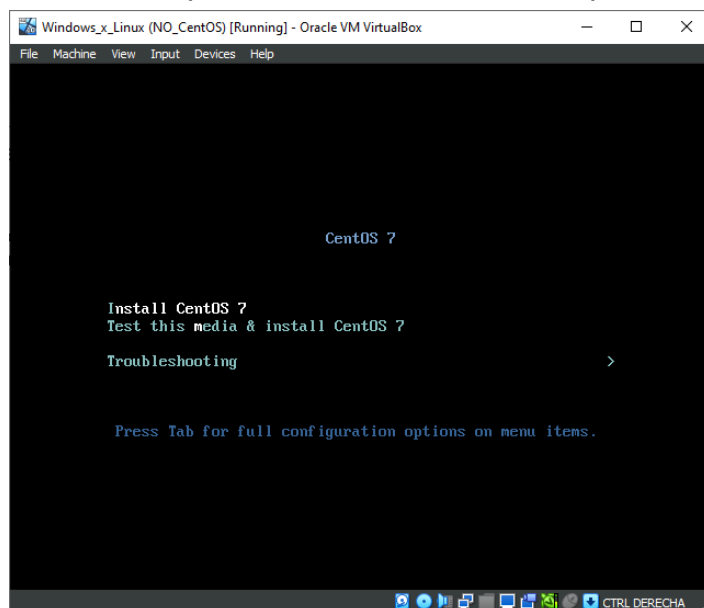 Windows_x_Linux (NO_CentOS) [Running] - Oracle VM VirtualBox
File Machine View Input Devices Help
CentOS 7
Install CentOS 7
Test this media & install CentOS 7
Troubleshooting >
Press Tab for full configuration options on menu items.
CTRL DERECHA